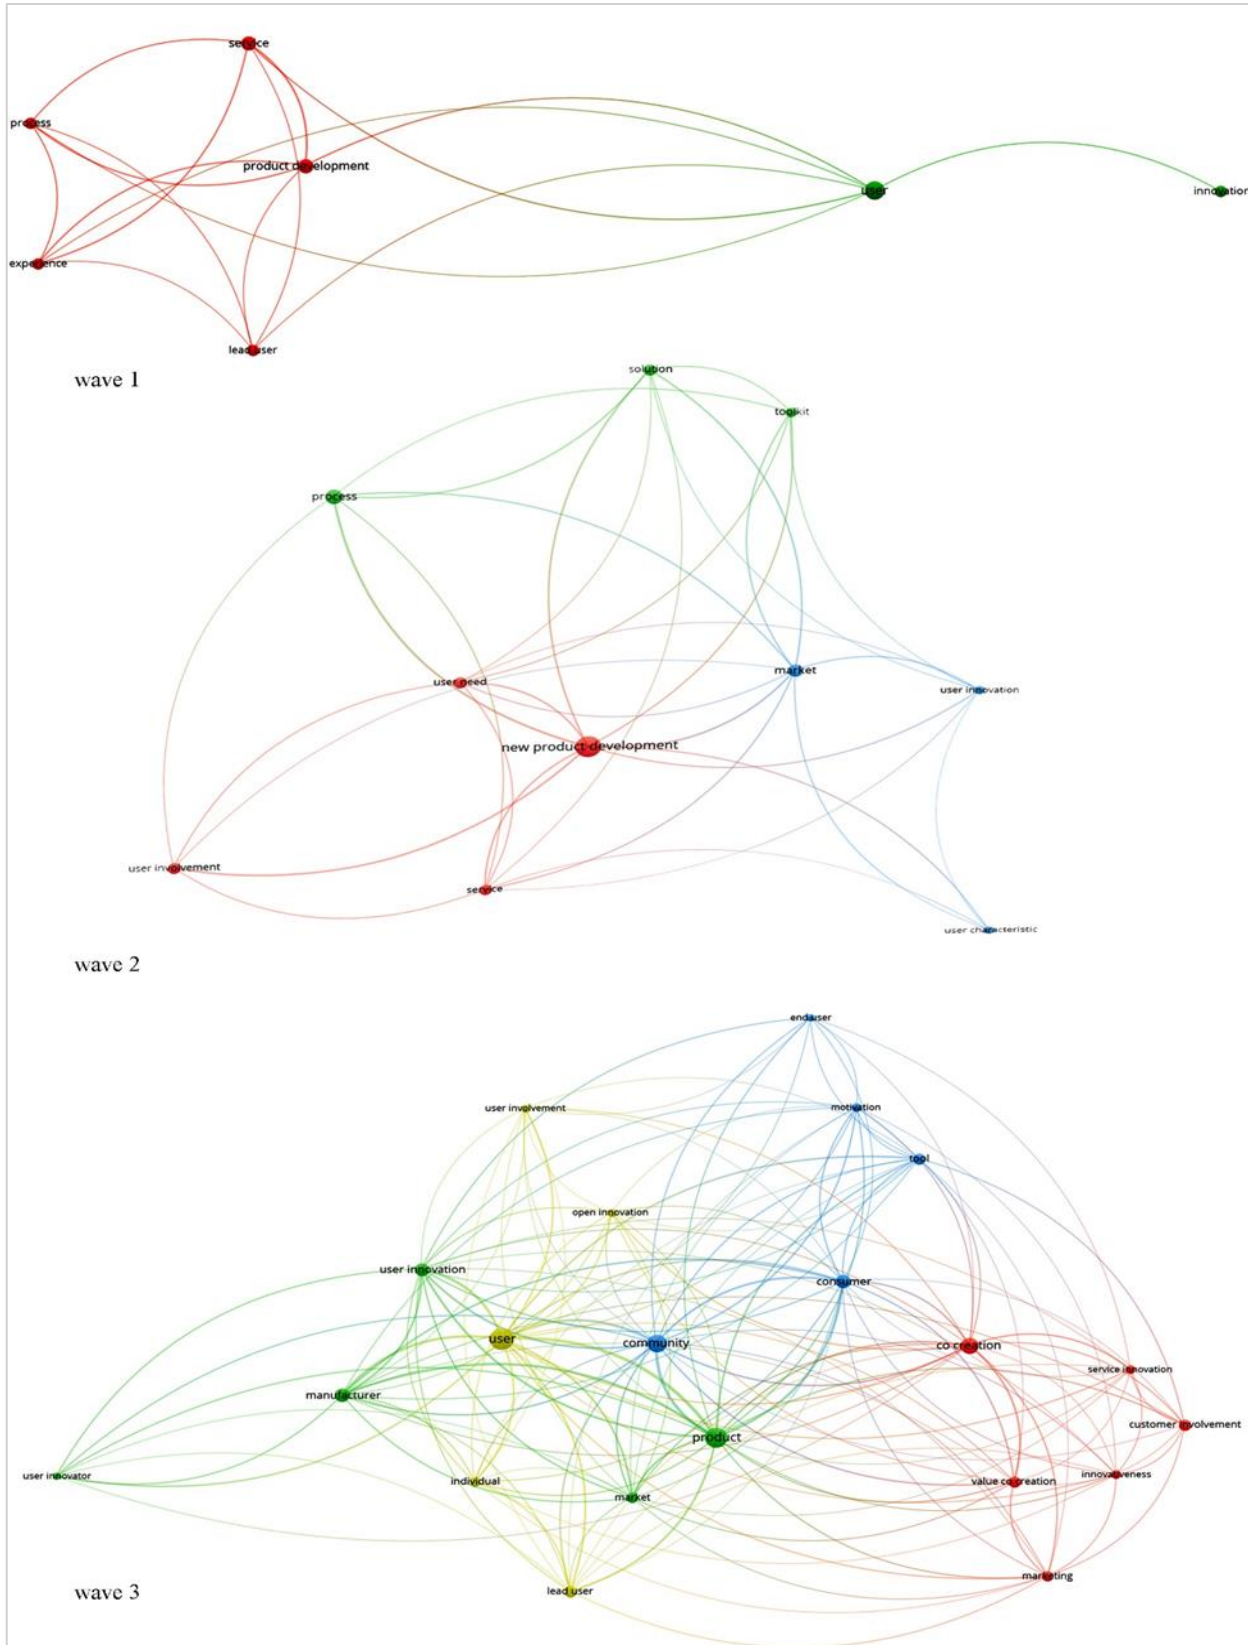 service
process
product development
user
innovation
experience
lead user
wave 1
solution
toolkit
process
market
user need
user innovation
new product development
user involvement
service
user characteristic
wave 2
end user
user involvement
motivation
tool
open innovation
user innovation
consumer
user
community
co creation
service innovation
manufacturer
customer involvement
product
user innovator
individual
value co creation
innovativeness
market
marketing
lead user
wave 3